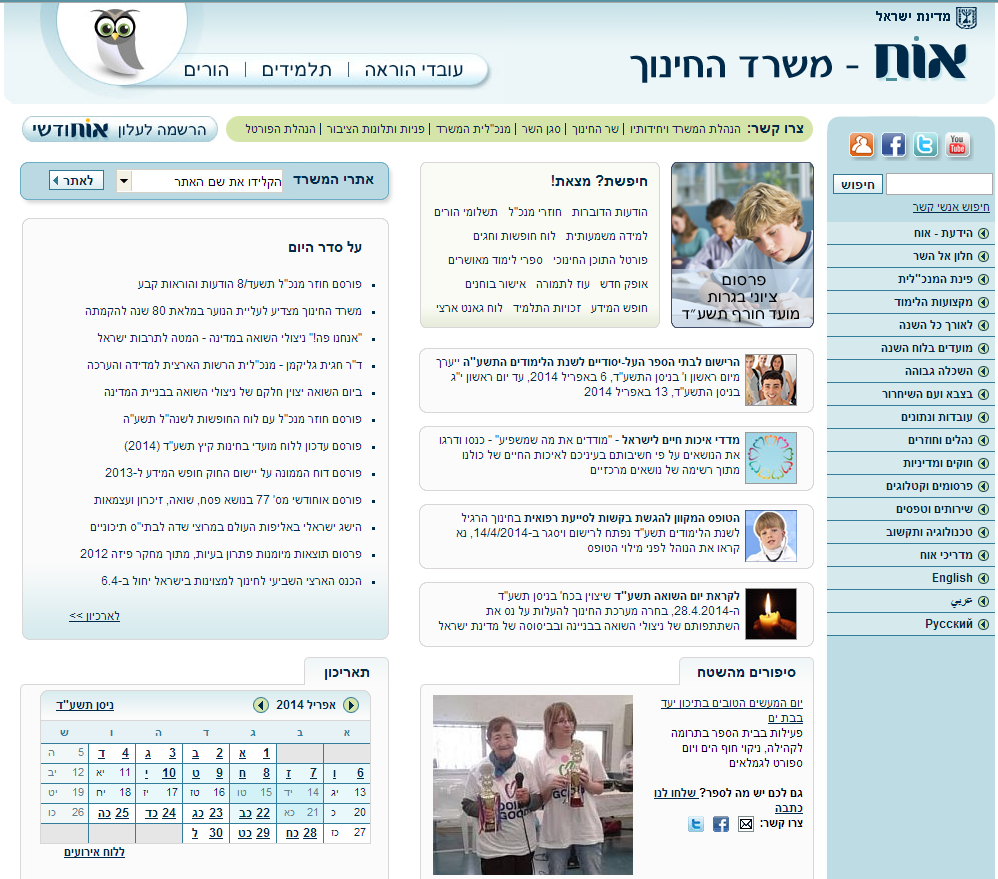 מדינת ישראל
אוח - משרד החינוך
עובדי הוראה | תלמידים | הורים
צרו קשר: הנהלת המשרד ויחידותיו | שר החינוך | סגן השר | מנכ"לית המשרד | פניות ותלונות הציבור | הנהלת הפורטל
הרשמה לעלון אוחודשי
You Tube
חיפוש
חיפוש אנשי קשר
הידעת - אוח
חלון אל השר
פינת המנכ"לית
מקצועות הלימוד
לאורך כל השנה
מועדים בלוח השנה
השכלה גבוהה
בצבא ועם השיחרור
עובדות ונתונים
נהלים וחוזרים
חוקים ומדיניות
פרסומים וקטלוגים
שירותים וטפסים
טכנולוגיה ותקשוב
מדריכי אוח
English
عربي
Русский
פרסום
ציוני בגרות
מועד חורף תשע"ד
חיפשת? מצאת!
הודעות הדוברות חוזרי מנכ"ל תשלומי הורים
למידה משמעותית לוח חופשות וחגים
פורטל התוכן החינוכי ספרי לימוד מאושרים
אופק חדש עוז לתמורה אישור בוחנים
חופש המידע זכויות התלמיד לוח גאנט ארצי
אתרי המשרד
הקלידו את שם האתר
לאתר
הרישום לבתי הספר העל-יסודיים לשנת הלימודים התשע"ה ייערך
מיום ראשון ו' בניסן התשע"ד, 6 באפריל 2014, עד יום ראשון י"ג
בניסן התשע"ד, 13 באפריל 2014
מדדי איכות חיים לישראל - "מודדים את מה שמשפיע" - כנסו ודרגו
את הנושאים על פי חשיבותם בעיניכם לאיכות החיים של כולנו
מתוך רשימה של נושאים מרכזיים
הטופס המקוון להגשת בקשות לסייעת רפואית בחינוך הרגיל
לשנת הלימודים תשע"ד נפתח לרישום ויסגר ב-14/4/2014, נא
קראו את הנוהל לפני מילוי הטופס
לקראת יום השואה תשע"ד שיצוין בכח' בניסן תשע"ד
ה-28.4.2014, בחרה מערכת החינוך להעלות על נס את
השתתפותם של ניצולי השואה בבניינה ובביסוסה של מדינת ישראל
על סדר היום
פורסם חוזר מנכ"ל תשעד/8 הודעות והוראות קבע
משרד החינוך מצדיע לעליית הנוער במלאת 80 שנה להקמתה
"אנחנו פה!" ניצולי השואה במדינה - המטה לתרבות ישראל
ד"ר חגית גליקמן - מנכ"לית הרשות הארצית למדידה והערכה
ביום השואה יצוין חלקם של ניצולי השואה בבניית המדינה
פורסם חוזר מנכ"ל עם לוח החופשות לשנה"ל תשע"ה
פורסם עדכון ללוח מועדי בחינות קיץ תשע"ד (2014)
פורסם דוח הממונה על יישום החוק חופש המידע ל-2013
פורסם אוחודשי מס' 77 בנושא פסח, שואה, זיכרון ועצמאות
הישג ישראלי באליפות העולם במרוצי שדה לבתי"ס תיכוניים
פרסום תוצאות מיומנות פתרון בעיות, מתוך מחקר פיזה 2012
הכנס הארצי השביעי לחינוך למצוינות בישראל יחול ב-6.4
לארכיון >>
סיפורים מהשטח
יום המעשים הטובים בתיכון יעד
בבת ים
פעילות בבית הספר בתרומה
לקהילה, ניקוי חוף הים ויום
ספורט לגמלאים
גם לכם יש מה לספר? שלחו לנו
כתבה
צרו קשר:
תאריכון
אפריל 2014
ניסן תשע"ד
א ב ג ד ה ו ש
1 א 2 ב 3 ג 4 ד 5 ה
6 ו 7 ז 8 ח 9 ט 10 י 11 יא 12 יב
13 יג 14 יד 15 טו 16 טז 17 יז 18 יח 19 יט
20 כ 21 כא 22 כב 23 כג 24 כד 25 כה 26 כו
27 כז 28 כח 29 כט 30 ל
ללוח אירועים